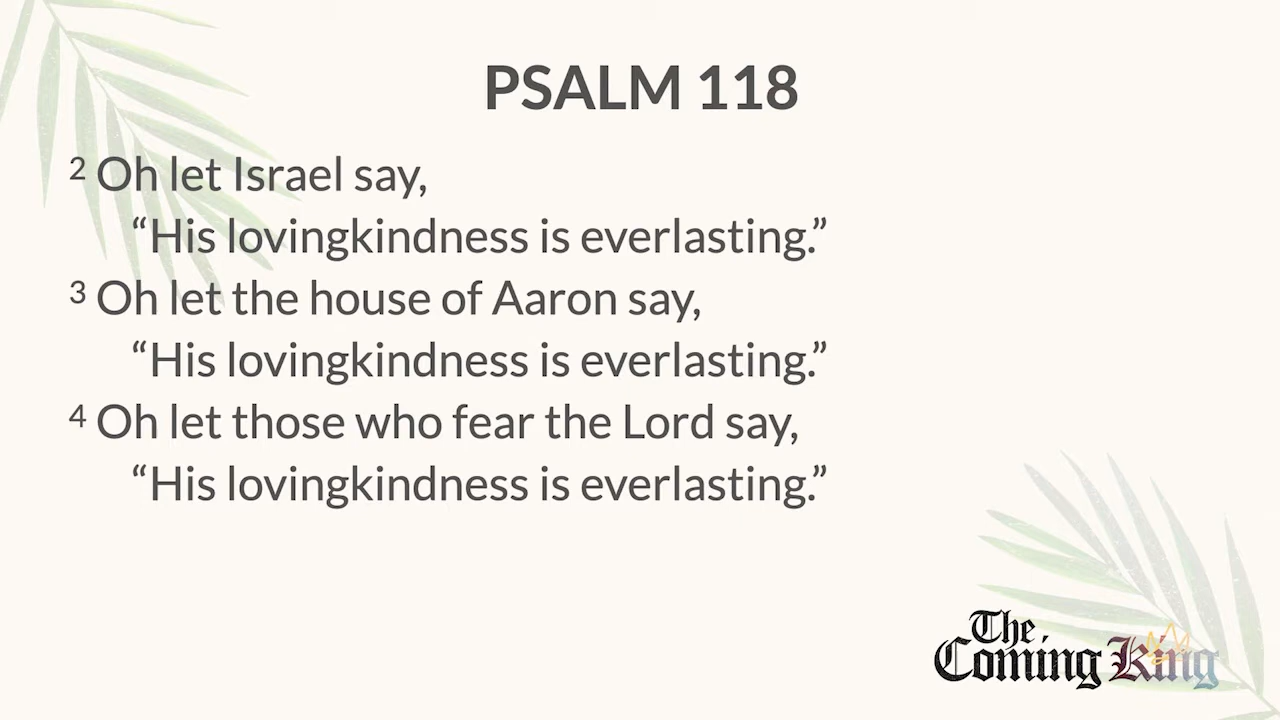 PSALM 118
2 Oh let Israel say,
“His lovingkindness is everlasting.”
3 Oh let the house of Aaron say,
“His lovingkindness is everlasting.”
4 Oh let those who fear the Lord say,
“His lovingkindness is everlasting.”
The
Coming King